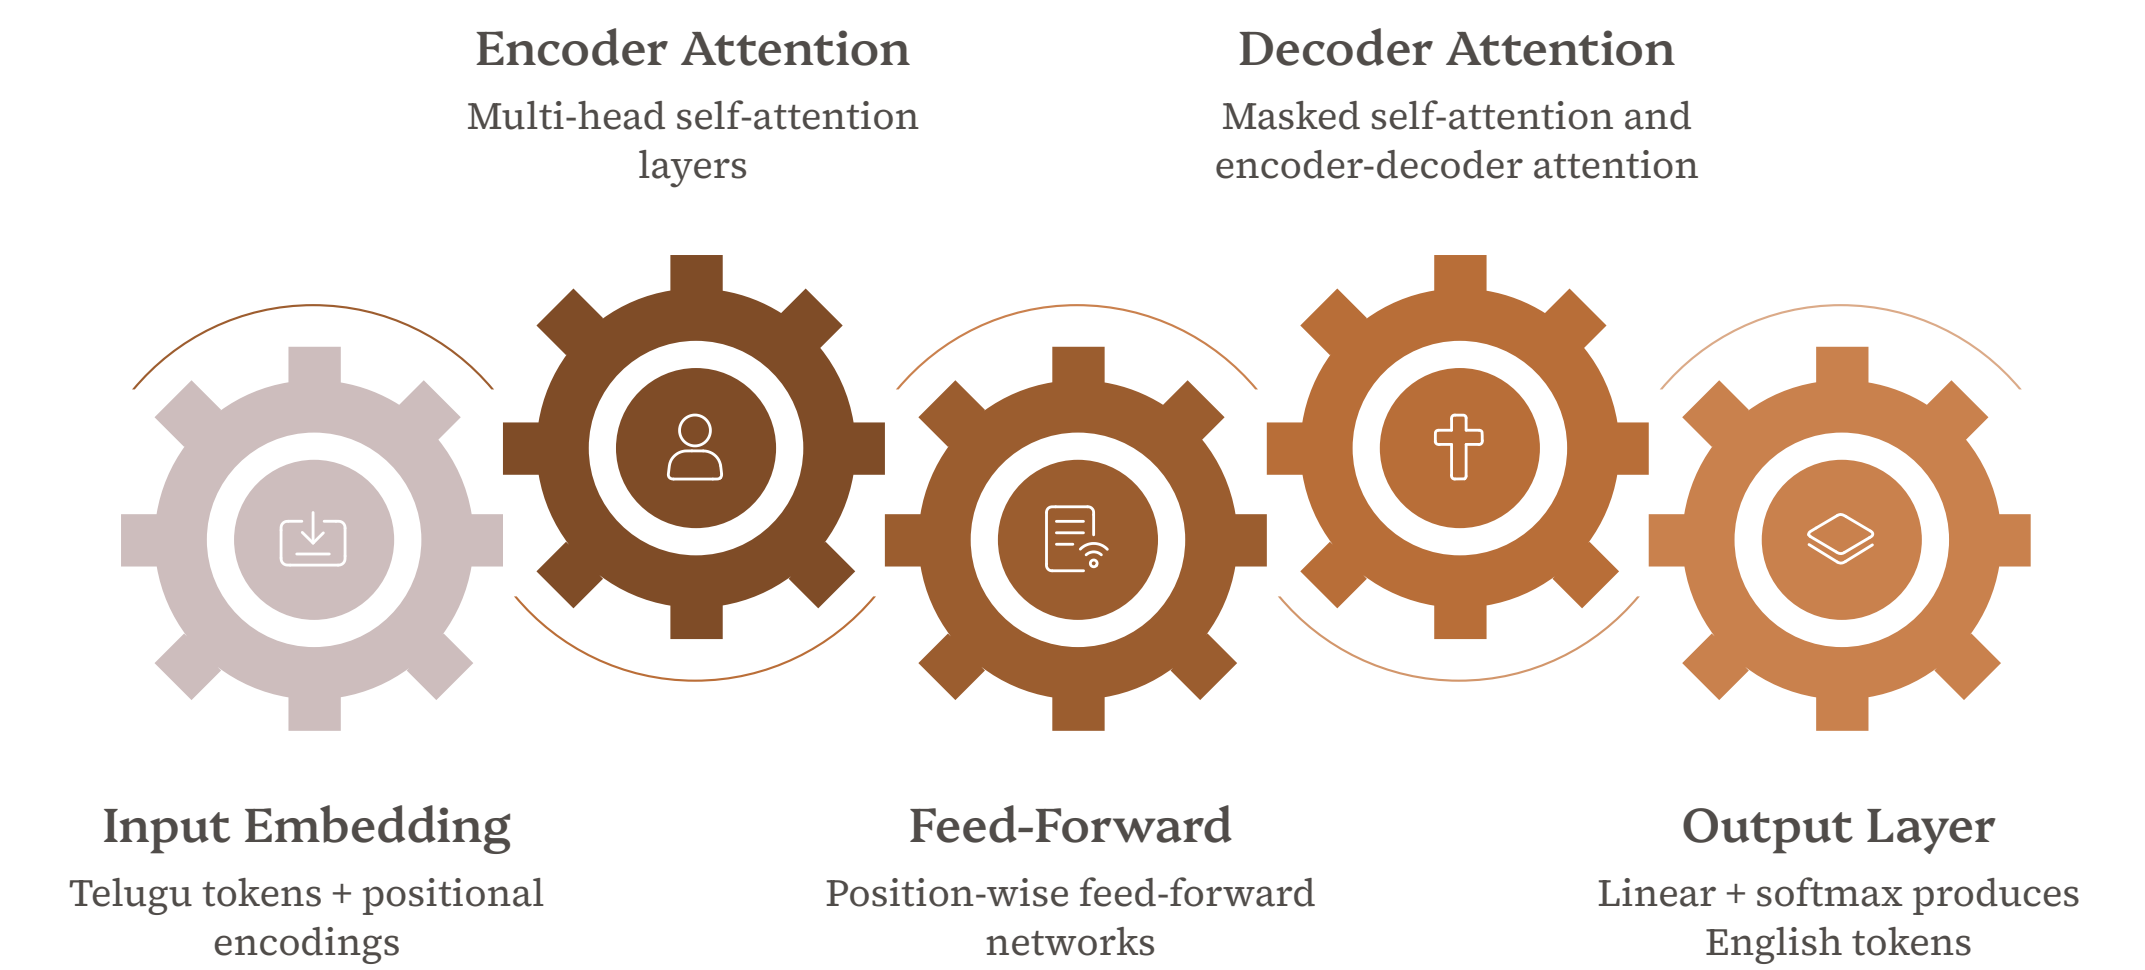 Encoder Attention
Multi-head self-attention
layers
Decoder Attention
Masked self-attention and
encoder-decoder attention
Input Embedding
Telugu tokens + positional
encodings
Feed-Forward
Position-wise feed-forward
networks
Output Layer
Linear + softmax produces
English tokens